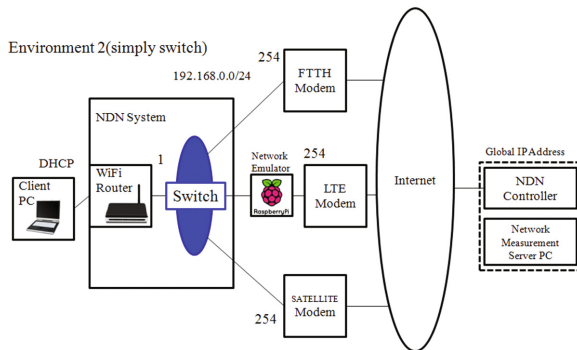 Environment 2(simply switch)
192.168.0.0/24
254
FTTH
Modem
NDN System
DHCP
Client
PC
WiFi
Router
1
Switch
Network
Emulator
RaspberryPi
254
LTE
Modem
254
SATELLITE
Modem
Internet
Global IPAddress
NDN
Controller
Network
Measurement
Server PC